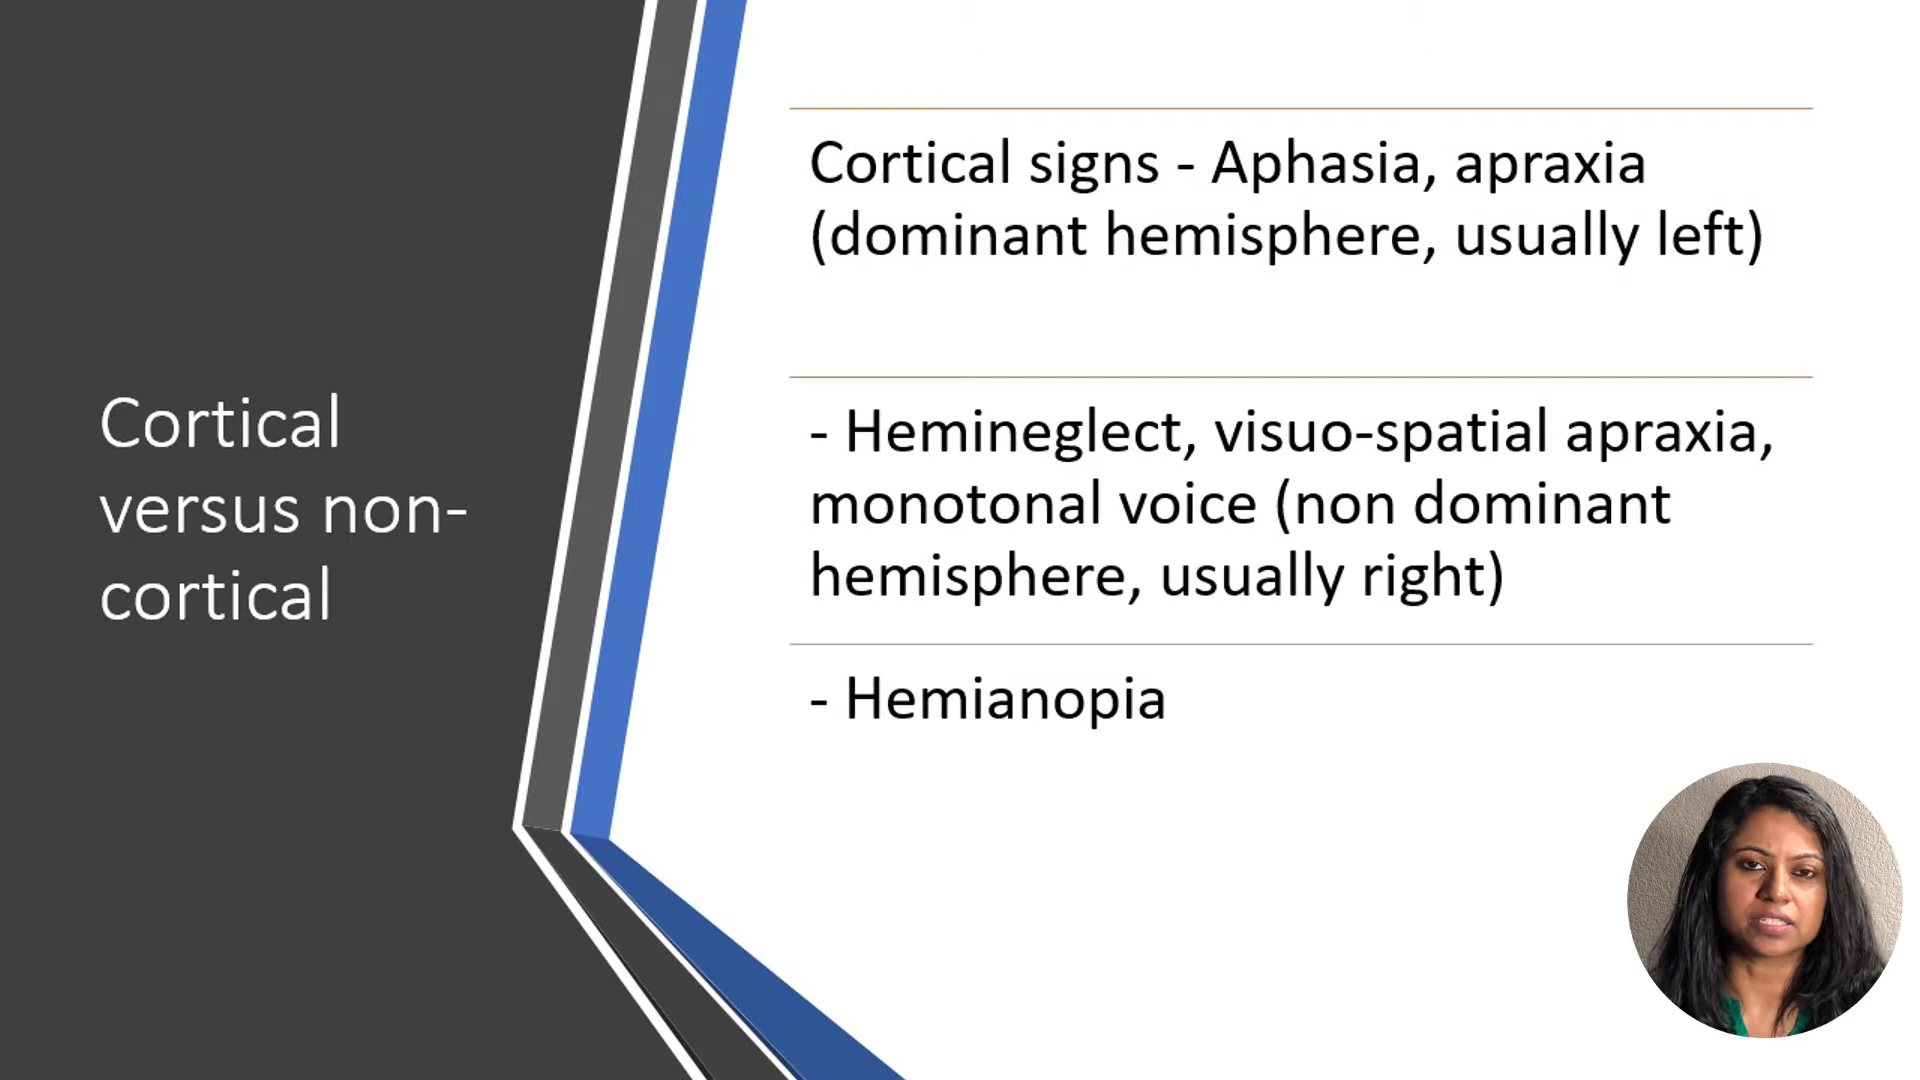 Cortical
versus non-
cortical
Cortical signs - Aphasia, apraxia
(dominant hemisphere, usually left)
- Hemineglect, visuo-spatial apraxia,
monotonal voice (non dominant
hemisphere, usually right)
- Hemianopia